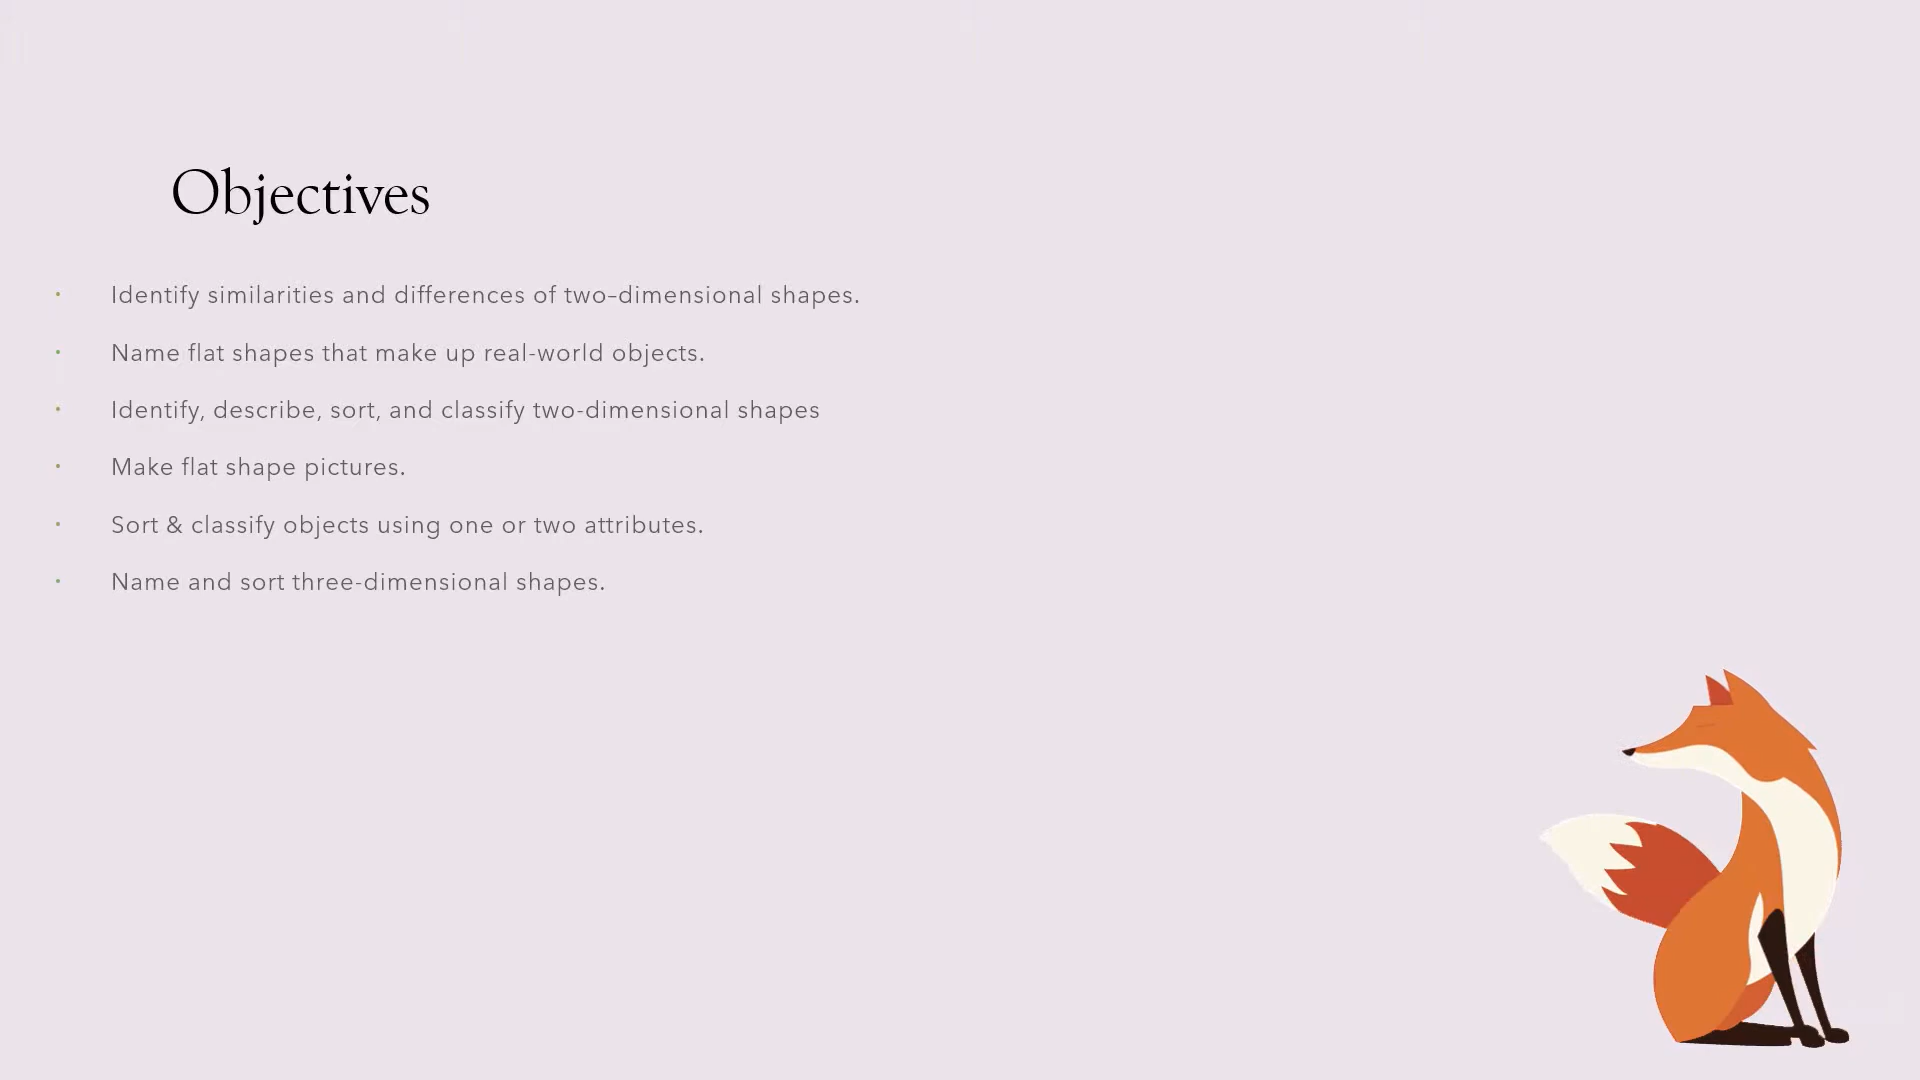 Objectives
• Identify similarities and differences of two–dimensional shapes.
• Name flat shapes that make up real-world objects.
• Identify, describe, sort, and classify two-dimensional shapes
• Make flat shape pictures.
• Sort & classify objects using one or two attributes.
• Name and sort three-dimensional shapes.